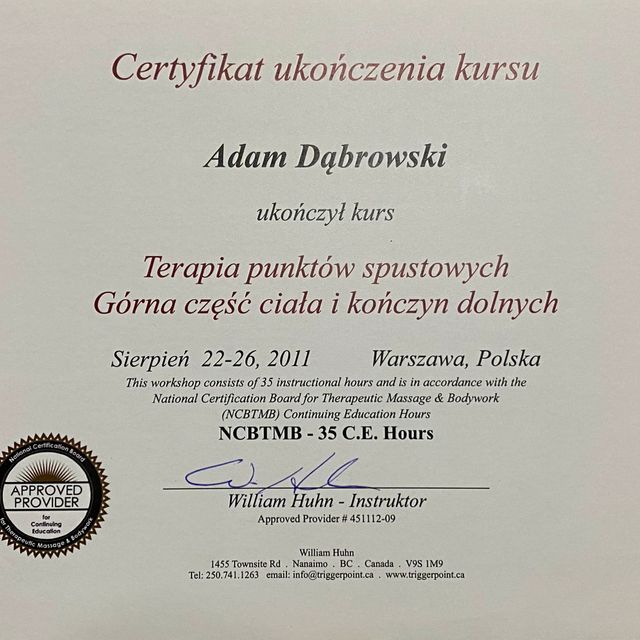 Certyfikat ukończenia kursu
Adam Dąbrowski
ukończył kurs
Terapia punktów spustowych
Górna część ciała i kończyn dolnych
Sierpień 22-26, 2011 Warszawa, Polska
This workshop consists of 35 instructional hours and is in accordance with the
National Certification Board for Therapeutic Massage & Bodywork
(NCBTMB) Continuing Education Hours
NCBTMB - 35 C.E. Hours
William Huhn - Instruktor
Approved Provider # 451112-09
National Certification Board
APPROVED
PROVIDER
for
Continuing
Education
for Therapeutic Massage & Bodywork
William Huhn
1455 Townsite Rd . Nanaimo . BC . Canada . V9S 1M9
Tel: 250.741.1263 email: info@triggerpoint.ca . www.triggerpoint.ca